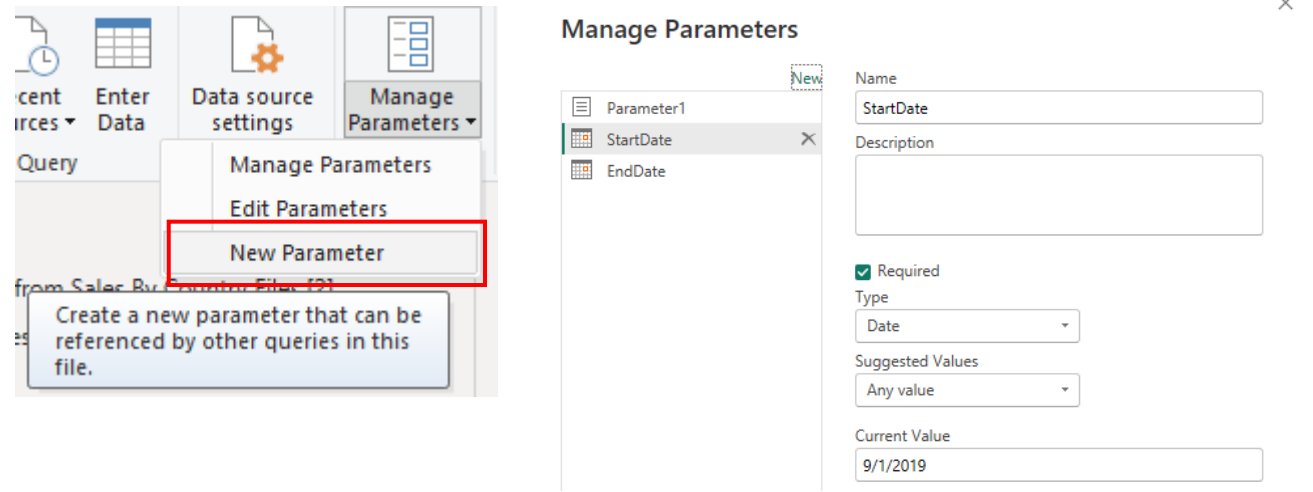 Enter
Data
Data source
settings
Manage
Parameters
Query
Manage Parameters
Edit Parameters
New Parameter
from Sales By Country Files [2]
Create a new parameter that can be
referenced by other queries in this
file.
Manage Parameters
New
Parameter1
StartDate
EndDate
Name
StartDate
Description
Required
Type
Date
Suggested Values
Any value
Current Value
9/1/2019